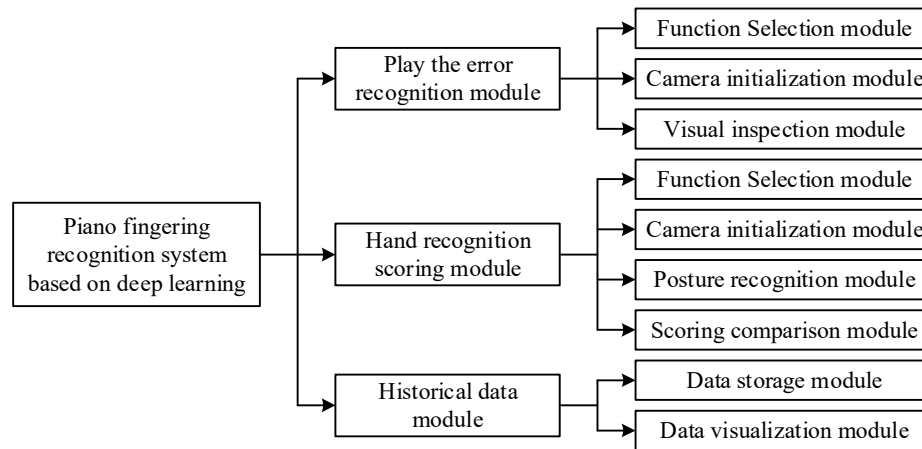 Piano fingering
recognition system
based on deep learning
Play the error
recognition module
Function Selection module
Camera initialization module
Visual inspection module
Hand recognition
scoring module
Function Selection module
Camera initialization module
Posture recognition module
Scoring comparison module
Historical data
module
Data storage module
Data visualization module